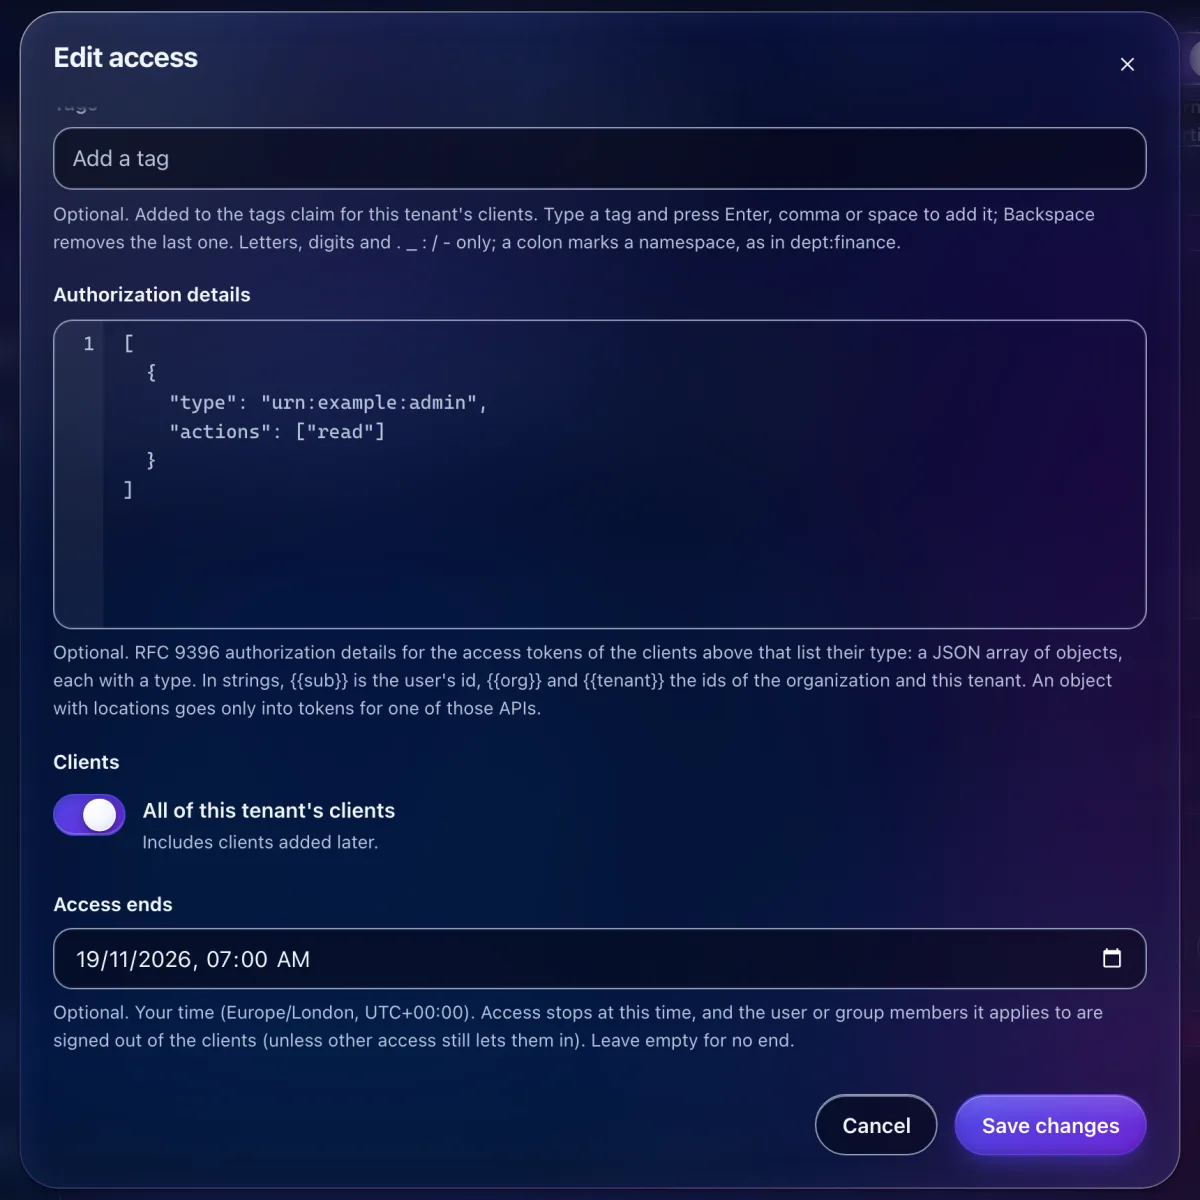 Edit access
Add a tag
Optional. Added to the tags claim for this tenant's clients. Type a tag and press Enter, comma or space to add it; Backspace
removes the last one. Letters, digits and . _ : / - only; a colon marks a namespace, as in dept:finance.
Authorization details
1 [
{
"type": "urn:example:admin",
"actions": ["read"]
}
]
Optional. RFC 9396 authorization details for the access tokens of the clients above that list their type: a JSON array of objects,
each with a type. In strings, {{sub}} is the user's id, {{org}} and {{tenant}} the ids of the organization and this tenant. An object
with locations goes only into tokens for one of those APIs.
Clients
All of this tenant's clients
Includes clients added later.
Access ends
19/11/2026, 07:00 AM
Optional. Your time (Europe/London, UTC+00:00). Access stops at this time, and the user or group members it applies to are
signed out of the clients (unless other access still lets them in). Leave empty for no end.
Cancel
Save changes